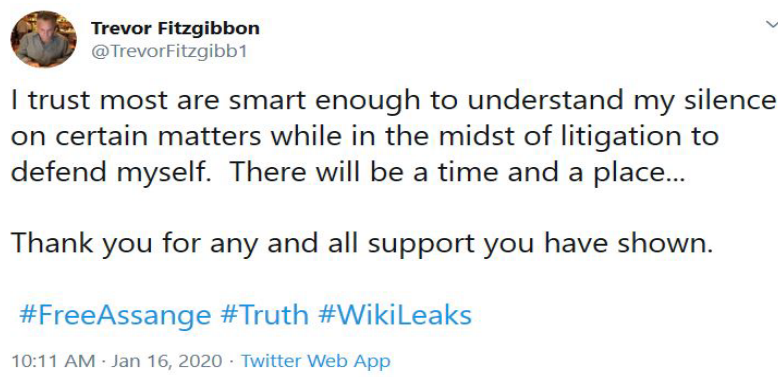 Trevor Fitzgibbon
@TrevorFitzgibb1
I trust most are smart enough to understand my silence
on certain matters while in the midst of litigation to
defend myself.  There will be a time and a place...
Thank you for any and all support you have shown.
#FreeAssange #Truth #WikiLeaks
10:11 AM · Jan 16, 2020 · Twitter Web App